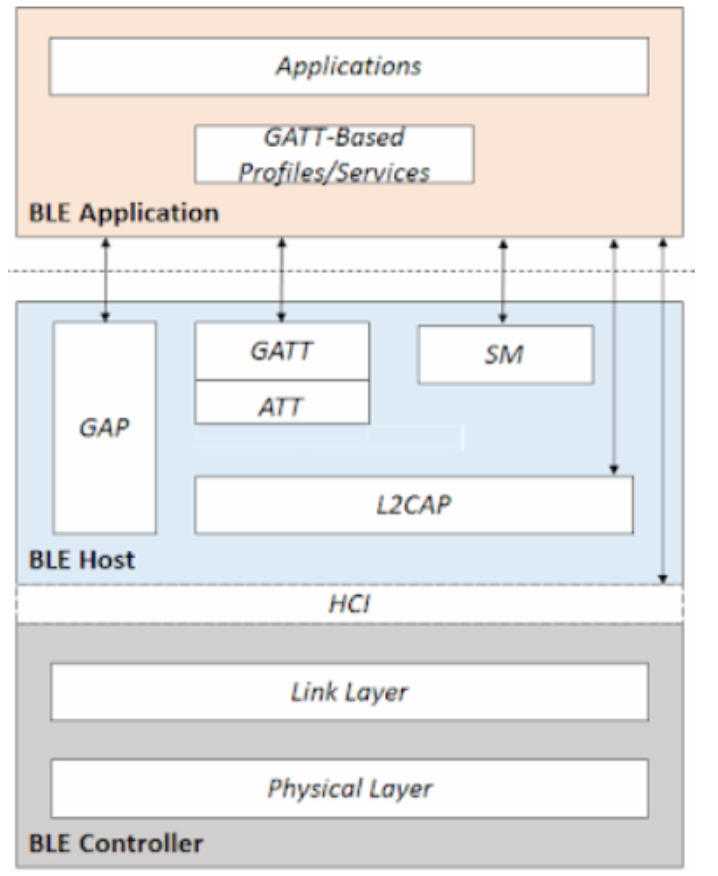 Applications
GATT-Based
Profiles/Services
BLE Application
GAP
GATT
ATT
SM
L2CAP
BLE Host
HCI
Link Layer
Physical Layer
BLE Controller